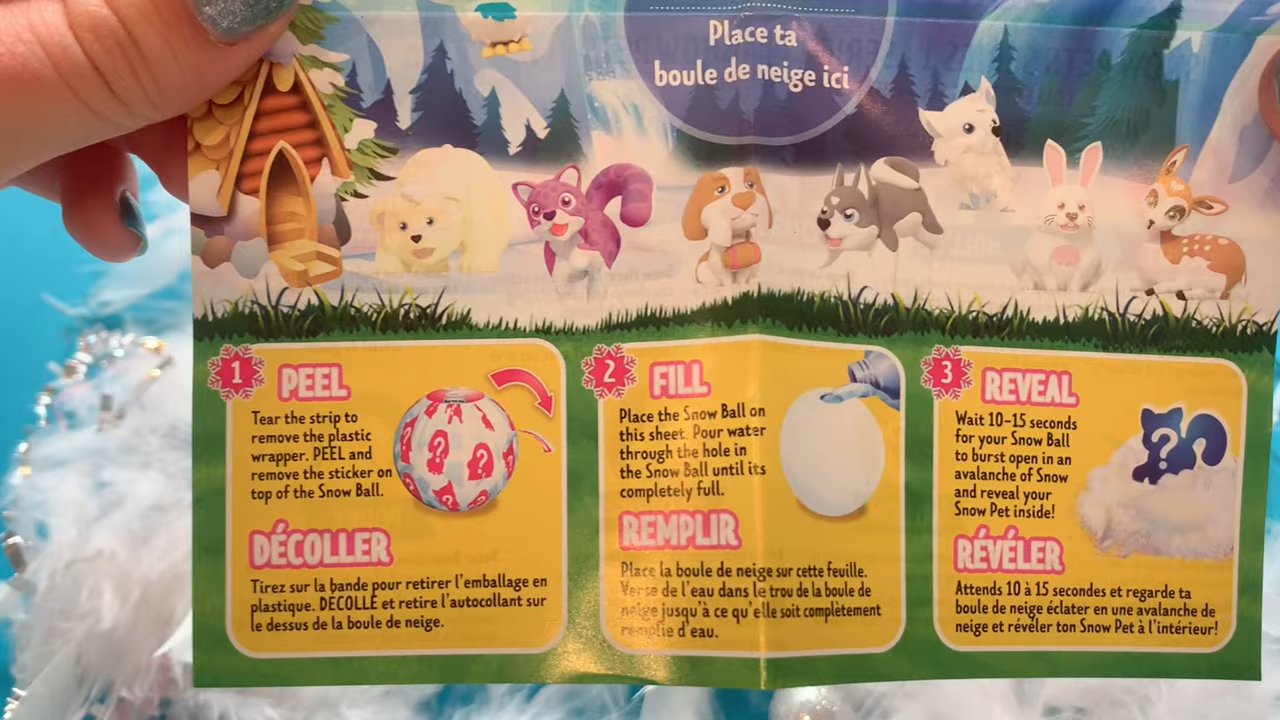 Place ta
boule de neige ici
1 PEEL
Tear the strip to
remove the plastic
wrapper. PEEL and
remove the sticker on
top of the Snow Ball.
DÉCOLLER
Tirez sur la bande pour retirer l'emballage en
plastique. DECOLLE et retire l'autocollant sur
le dessus de la boule de neige.
2 FILL
Place the Snow Ball on
this sheet. Pour water
through the hole in
the Snow Ball until its
completely full.
REMPLIR
Place la boule de neige sur cette feuille.
Verse de l'eau dans le trou de la boule de
neige jusqu'à ce qu'elle soit complètement
remplie d'eau.
3 REVEAL
Wait 10-15 seconds
for your Snow Ball
to burst open in an
avalanche of Snow
and reveal your
Snow Pet inside!
RÉVÉLER
Attends 10 à 15 secondes et regarde ta
boule de neige éclater en une avalanche de
neige et révéler ton Snow Pet à l'intérieur!